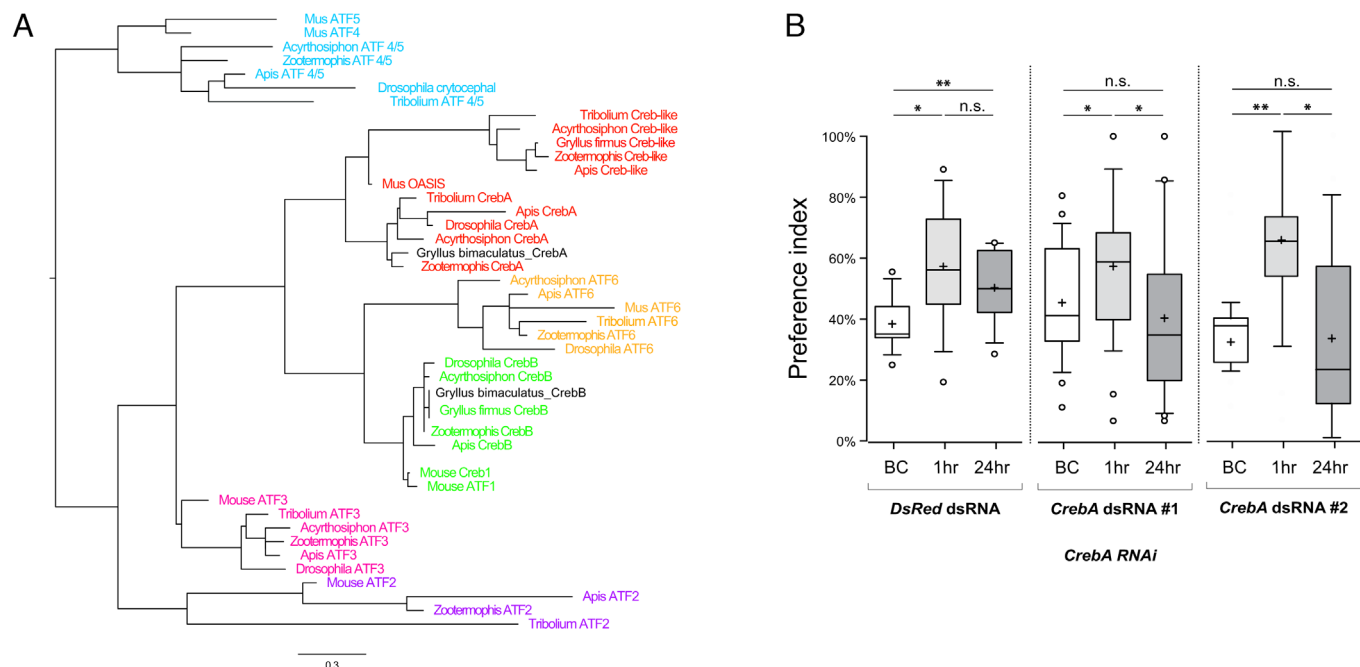 A
Mus ATF5
Mus ATF4
Acyrthosiphon ATF 4/5
Zootermophis ATF 4/5
Apis ATF 4/5
Drosophila crytocephal
Tribolium ATF 4/5
Tribolium Creb-like
Acyrthosiphon Creb-like
Gryllus firmus Creb-like
Zootermophis Creb-like
Apis Creb-like
Mus OASIS
Tribolium CrebA
Apis CrebA
Drosophila CrebA
Acyrthosiphon CrebA
Gryllus bimaculatus_CrebA
Zootermophis CrebA
Acyrthosiphon ATF6
Apis ATF6
Mus ATF6
Tribolium ATF6
Zootermophis ATF6
Drosophila ATF6
Drosophila CrebB
Acyrthosiphon CrebB
Gryllus bimaculatus_CrebB
Gryllus firmus CrebB
Zootermophis CrebB
Apis CrebB
Mouse Creb1
Mouse ATF1
Mouse ATF3
Tribolium ATF3
Acyrthosiphon ATF3
Zootermophis ATF3
Apis ATF3
Drosophila ATF3
Mouse ATF2
Apis ATF2
Zootermophis ATF2
Tribolium ATF2
0.3
B
** n.s. n.s.
* n.s. * * ** *
Preference index
100%
80%
60%
40%
20%
0%
BC 1hr 24hr BC 1hr 24hr BC 1hr 24hr
DsRed dsRNA CrebA dsRNA #1 CrebA dsRNA #2
CrebA RNAi